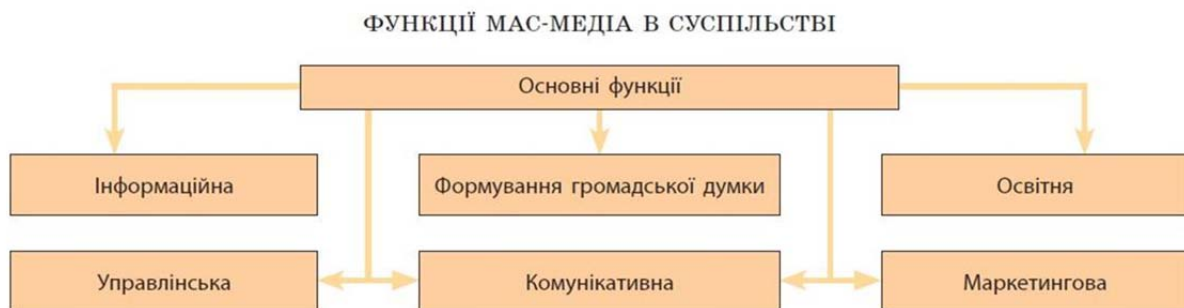 ФУНКЦІЇ МАС-МЕДІА В СУСПІЛЬСТВІ
Основні функції
Інформаційна
Формування громадської думки
Освітня
Управлінська
Комунікативна
Маркетингова